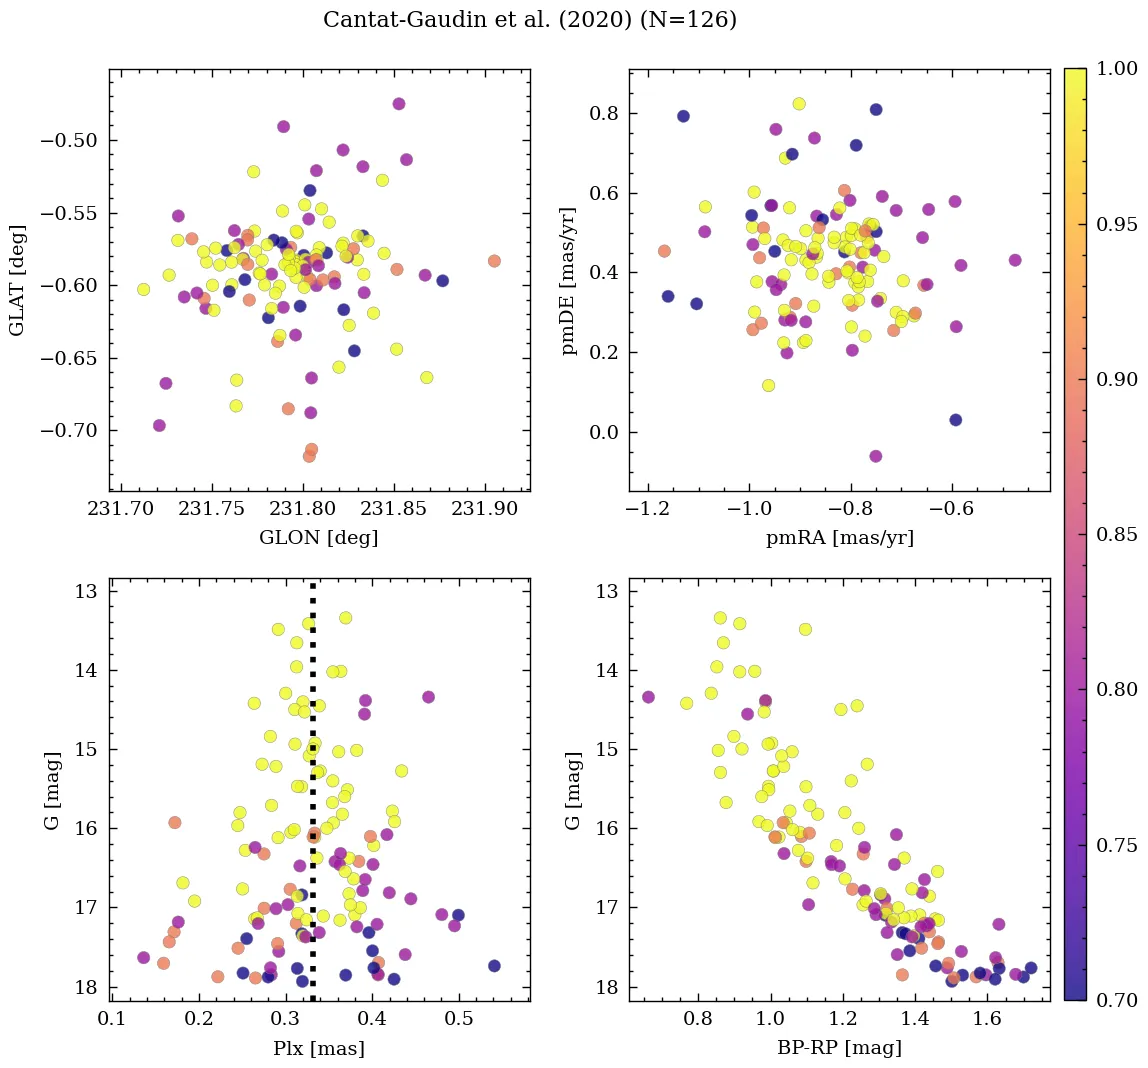 Cantat-Gaudin et al. (2020) (N=126)
−0.50
−0.55
−0.60
−0.65
−0.70
GLAT [deg]
231.70 231.75 231.80 231.85 231.90
GLON [deg]
0.8
0.6
0.4
0.2
0.0
pmDE [mas/yr]
−1.2 −1.0 −0.8 −0.6
pmRA [mas/yr]
13
14
15
16
17
18
G [mag]
0.1 0.2 0.3 0.4 0.5
Plx [mas]
13
14
15
16
17
18
G [mag]
0.8 1.0 1.2 1.4 1.6
BP-RP [mag]
1.00
0.95
0.90
0.85
0.80
0.75
0.70